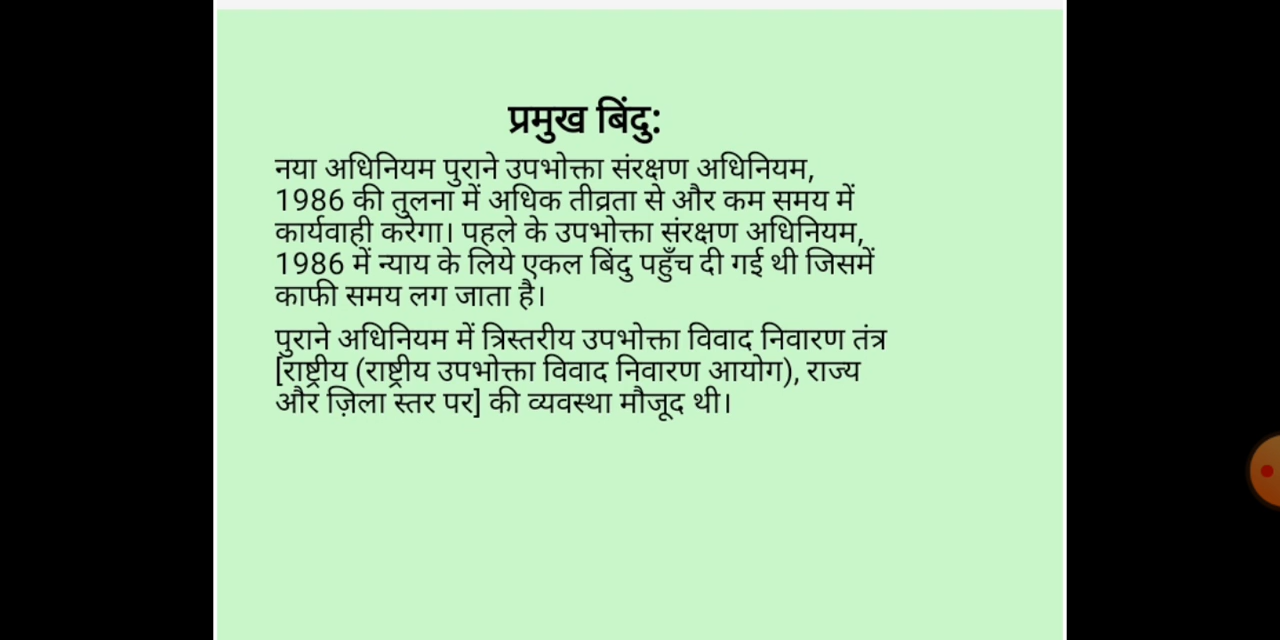 प्रमुख बिंदु:
नया अधिनियम पुराने उपभोक्ता संरक्षण अधिनियम,
1986 की तुलना में अधिक तीव्रता से और कम समय में
कार्यवाही करेगा। पहले के उपभोक्ता संरक्षण अधिनियम,
1986 में न्याय के लिये एकल बिंदु पहुँच दी गई थी जिसमें
काफी समय लग जाता है।
पुराने अधिनियम में त्रिस्तरीय उपभोक्ता विवाद निवारण तंत्र
[राष्ट्रीय (राष्ट्रीय उपभोक्ता विवाद निवारण आयोग), राज्य
और ज़िला स्तर पर] की व्यवस्था मौजूद थी।